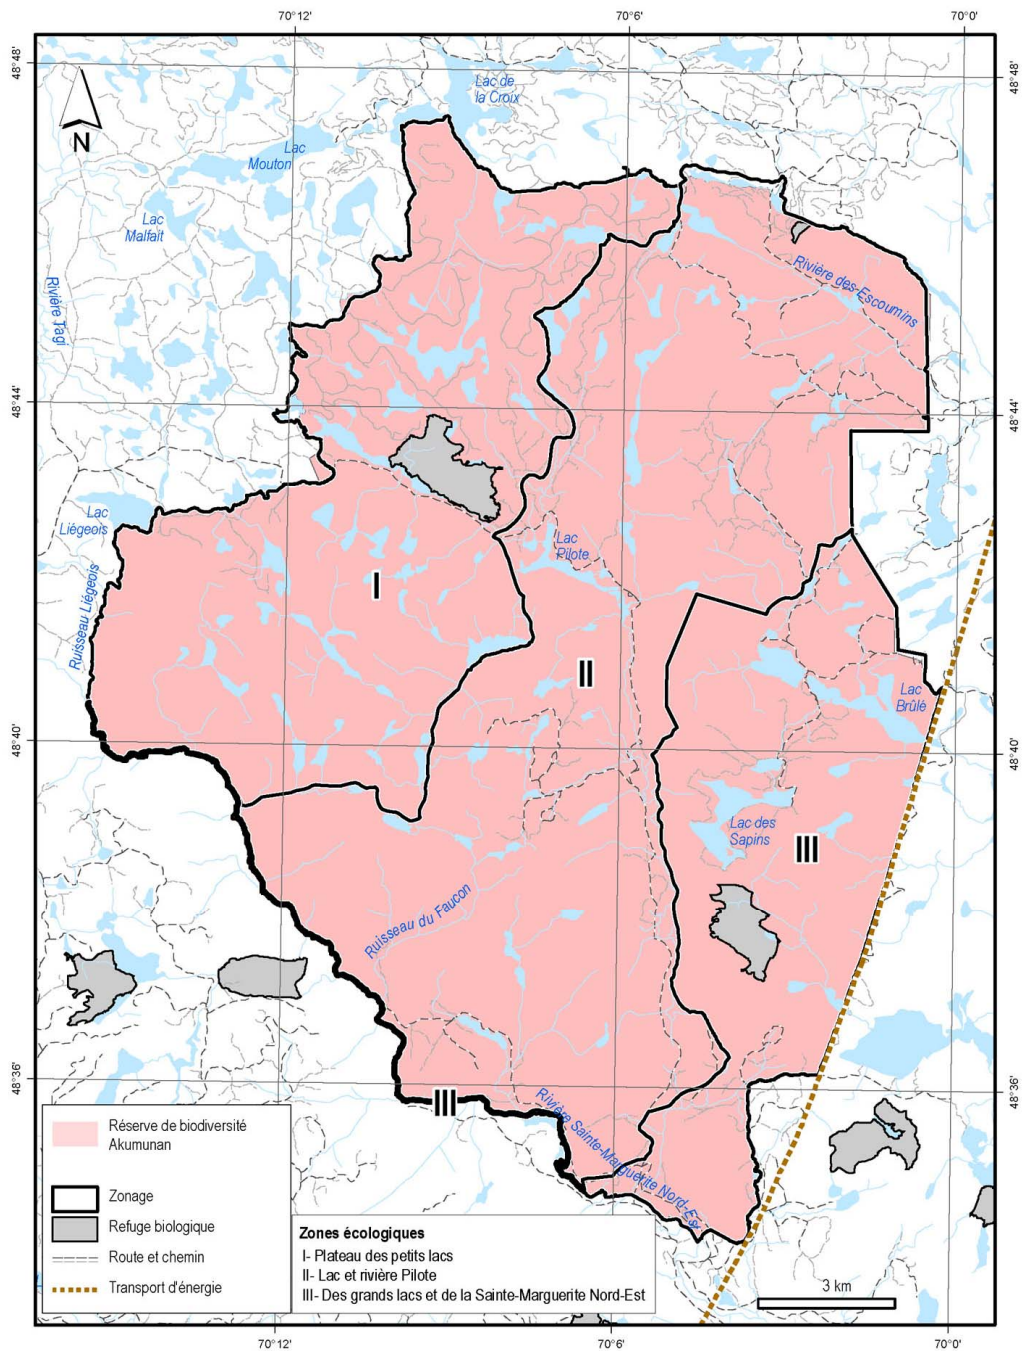 70°12'
70°6'
70°0'
48°48'
48°48'
N
Lac de
la Croix
Lac
Mouton
Lac
Malfait
Rivière Tagi
Rivière des Escoumins
48°44'
48°44'
Lac
Liégeois
Ruisseau Liégeois
Lac
Pilote
I
II
Lac
Brûlé
48°40'
48°40'
Lac des
Sapins
III
Ruisseau du Faucon
48°36'
48°36'
III
Rivière Sainte-Marguerite Nord-Est
Réserve de biodiversité
Akumunan
Zonage
Refuge biologique
Route et chemin
Transport d'énergie
Zones écologiques
I- Plateau des petits lacs
II- Lac et rivière Pilote
III- Des grands lacs et de la Sainte-Marguerite Nord-Est
3 km
70°12'
70°6'
70°0'